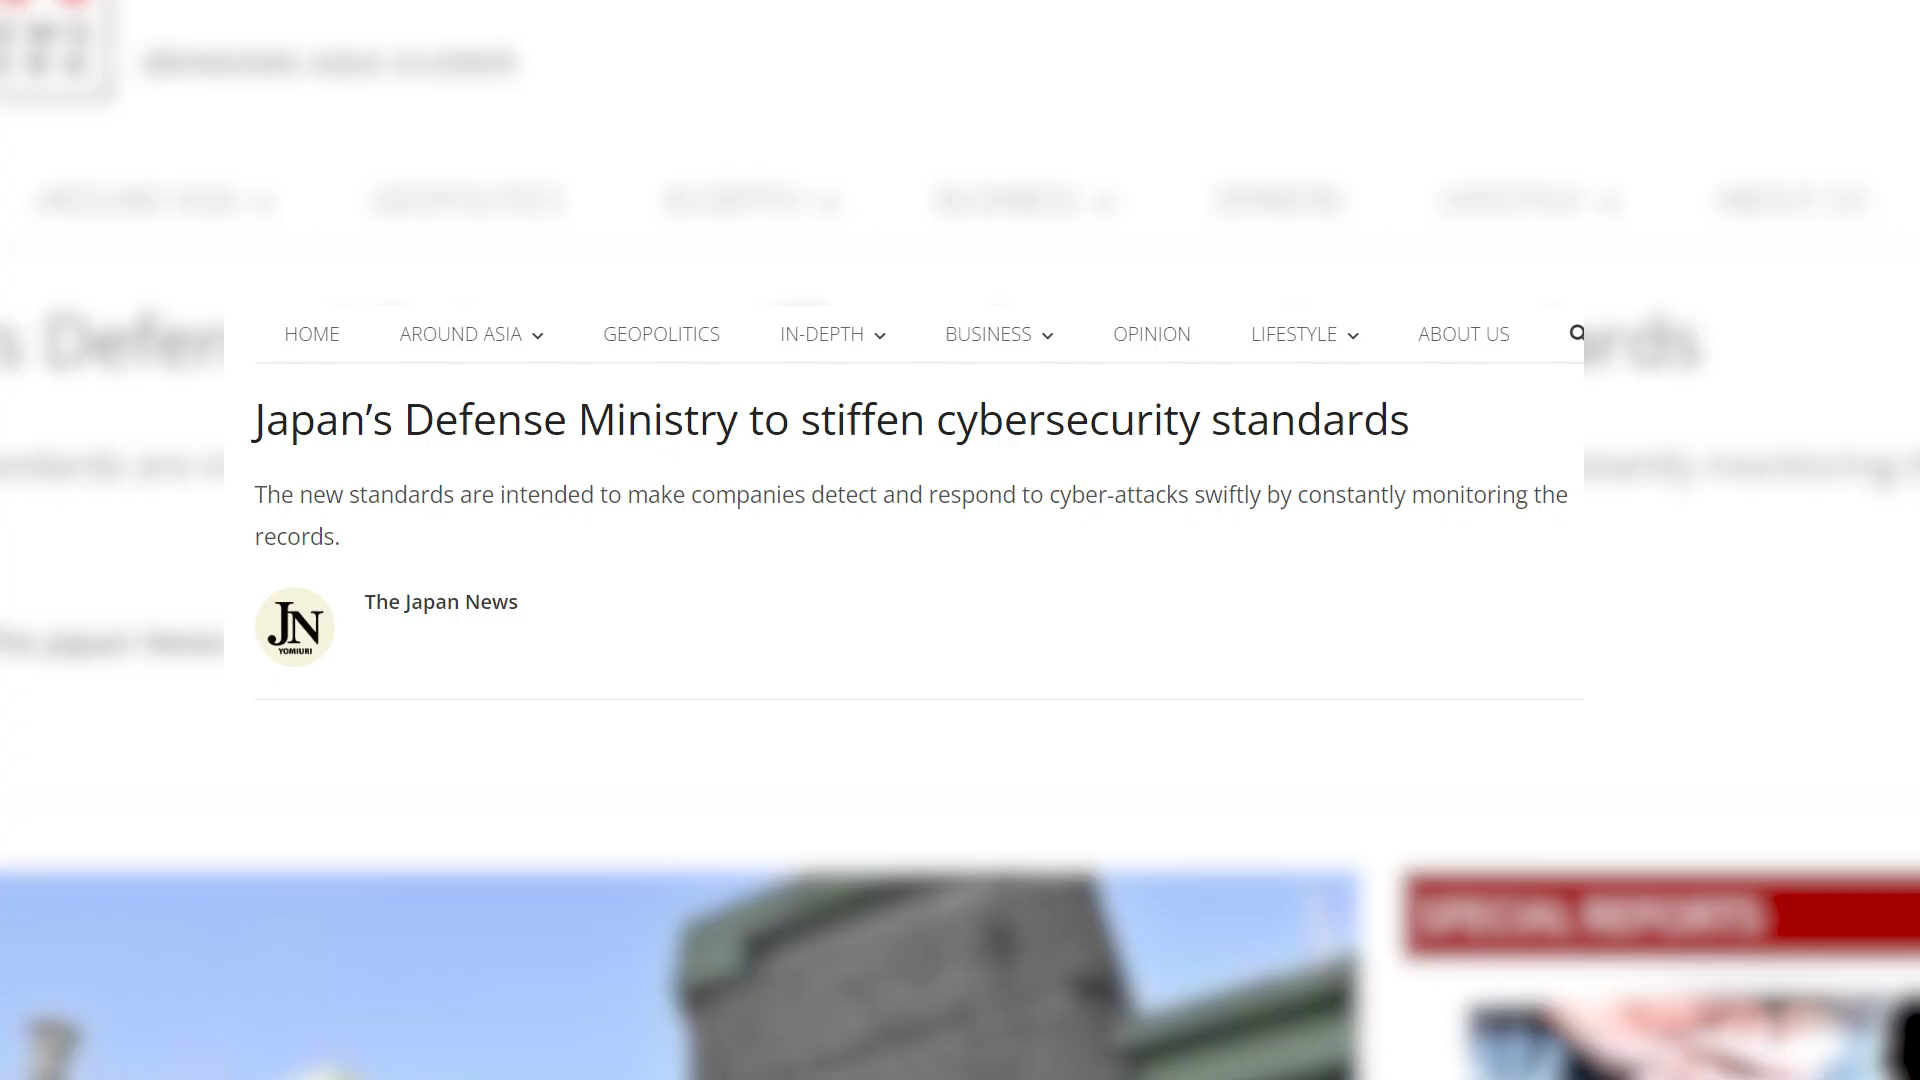 HOME AROUND ASIA GEOPOLITICS IN-DEPTH BUSINESS OPINION LIFESTYLE ABOUT US
Japan’s Defense Ministry to stiffen cybersecurity standards
The new standards are intended to make companies detect and respond to cyber-attacks swiftly by constantly monitoring the
records.
JN
YOMIURI
The Japan News
SPECIAL REPORTS